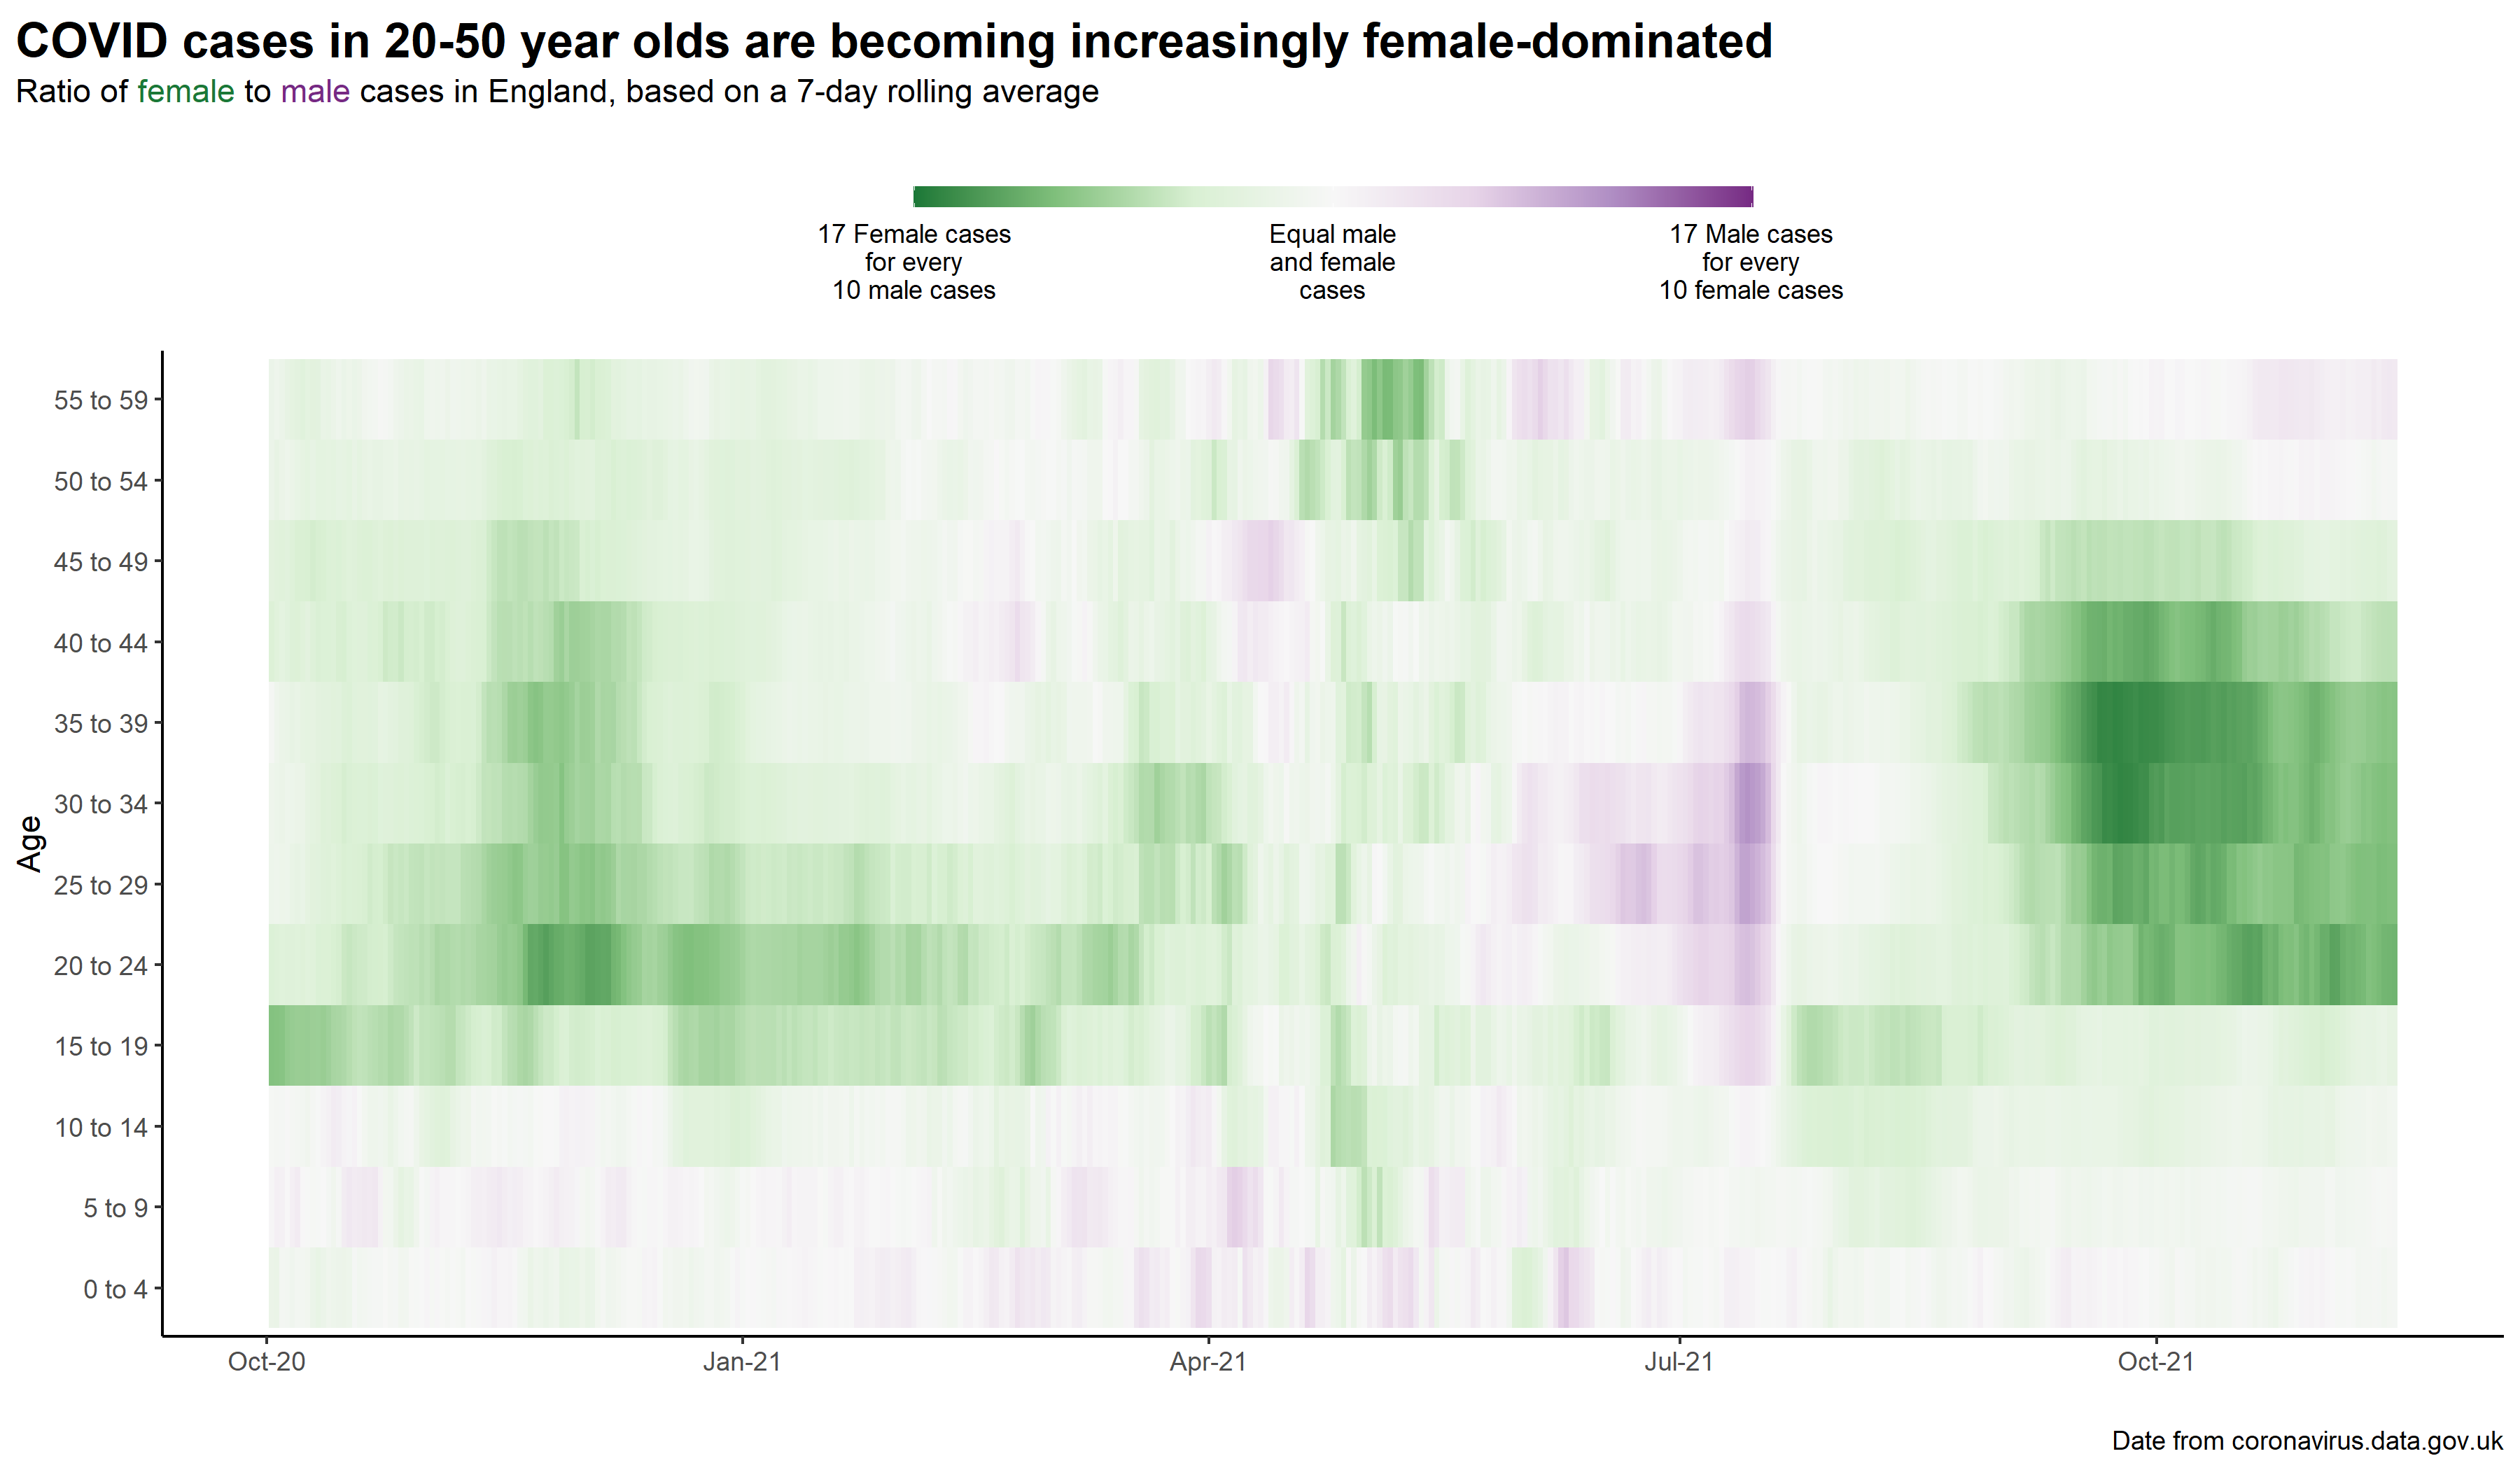 COVID cases in 20-50 year olds are becoming increasingly female-dominated
Ratio of female to male cases in England, based on a 7-day rolling average
17 Female cases
for every
10 male cases
Equal male
and female
cases
17 Male cases
for every
10 female cases
Age
55 to 59
50 to 54
45 to 49
40 to 44
35 to 39
30 to 34
25 to 29
20 to 24
15 to 19
10 to 14
5 to 9
0 to 4
Oct-20
Jan-21
Apr-21
Jul-21
Oct-21
Date from coronavirus.data.gov.uk